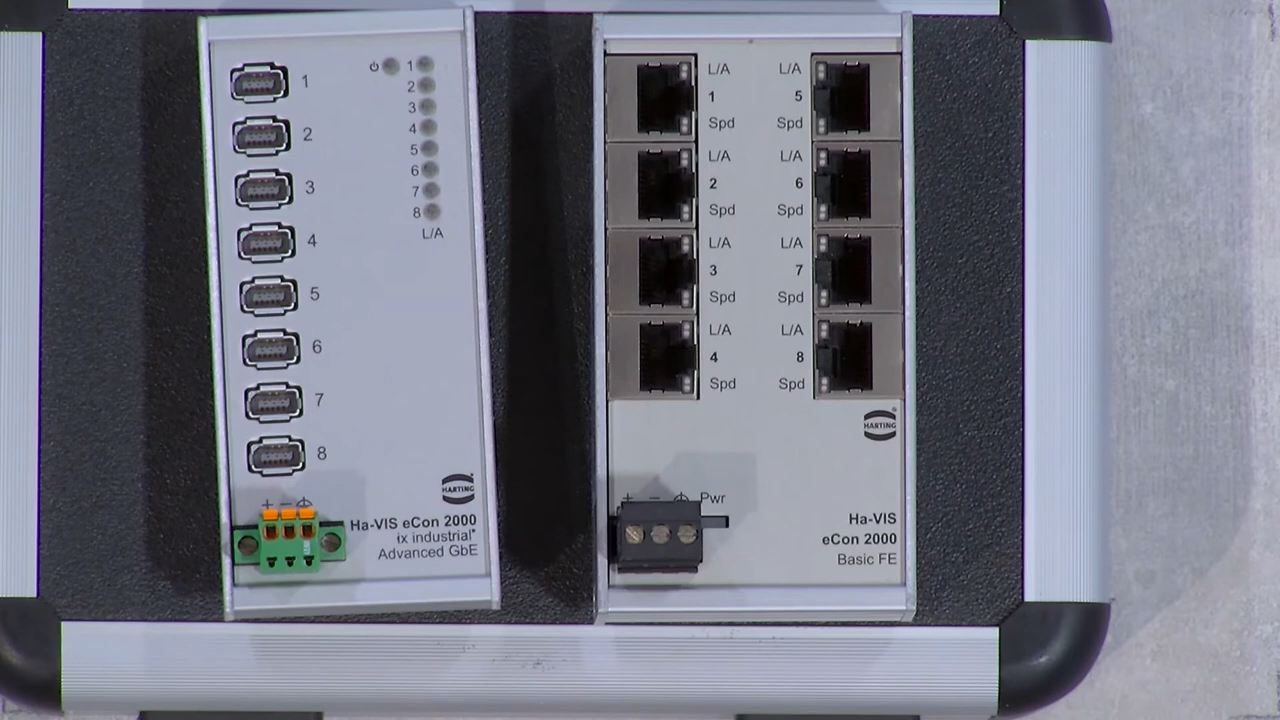 1
2
3
4
5
6
7
8
1
2
3
4
5
6
7
8
L/A
+ −
HARTING
Ha-VIS eCon 2000
ix industrial®
Advanced GbE
L/A
1
Spd
L/A
2
Spd
L/A
3
Spd
L/A
4
Spd
L/A
5
Spd
L/A
6
Spd
L/A
7
Spd
L/A
8
Spd
HARTING
+ − Pwr
Ha-VIS
eCon 2000
Basic FE